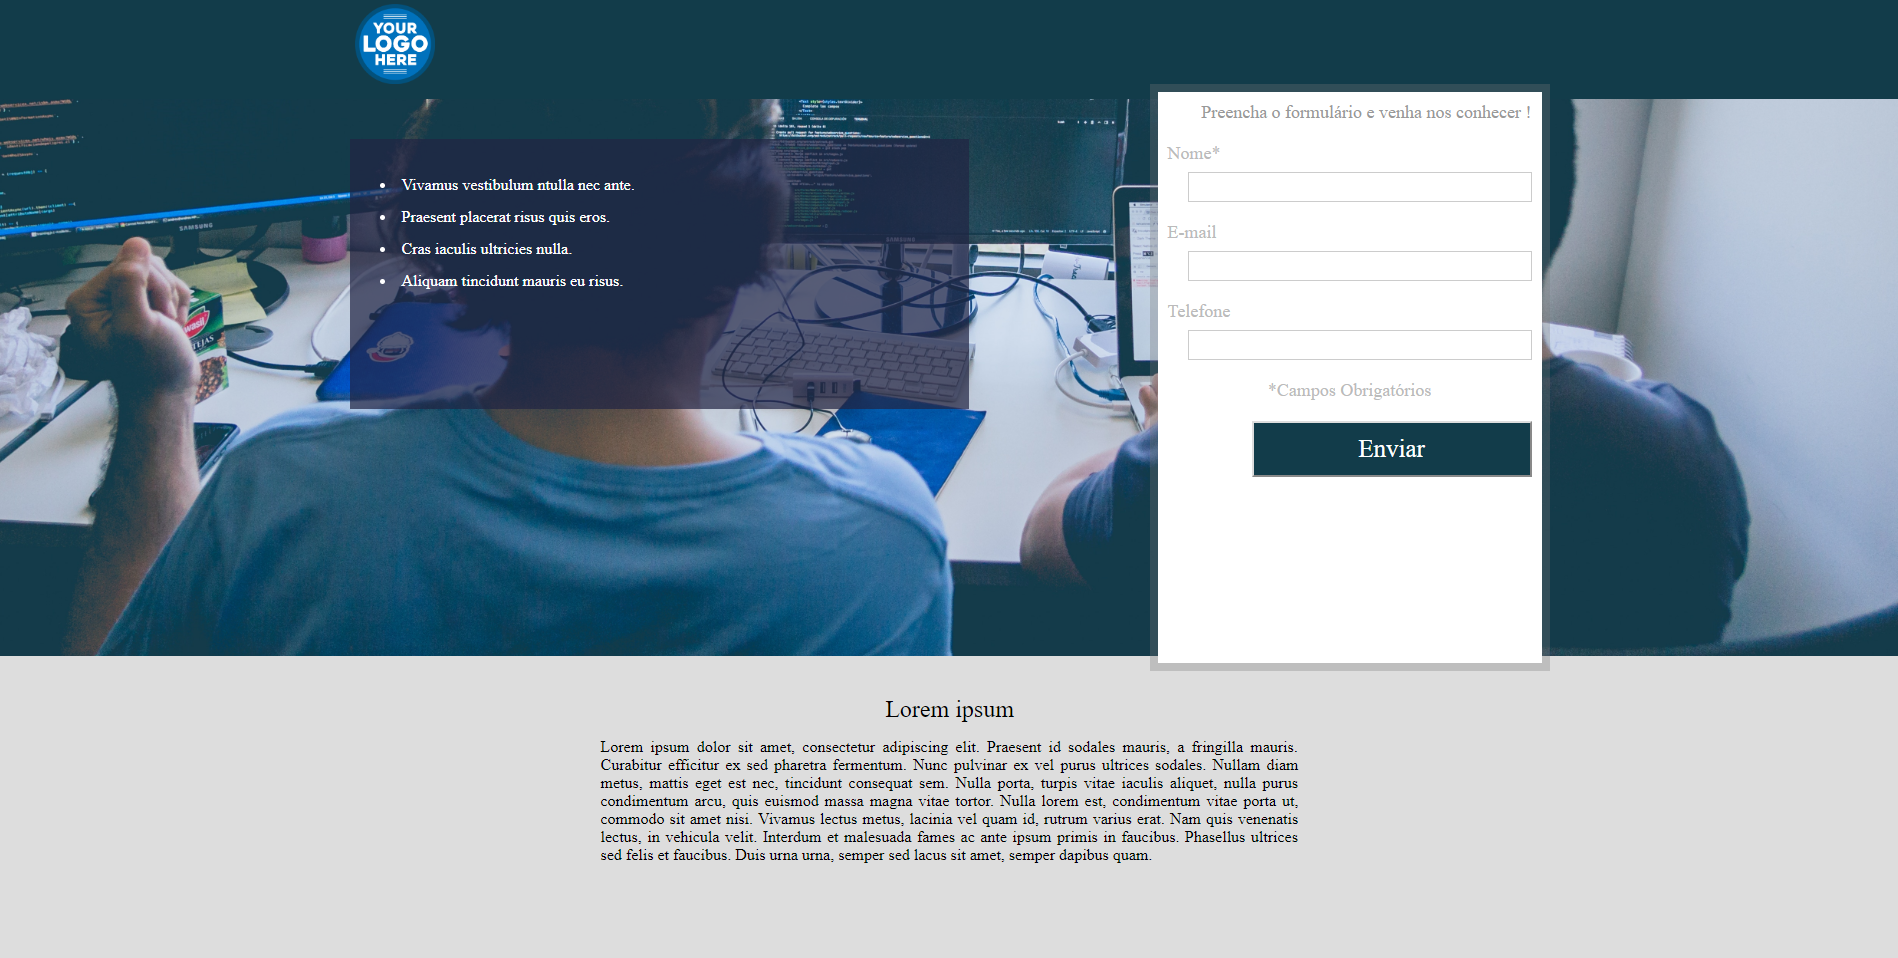 YOUR
LOGO
HERE
Preencha o formulário e venha nos conhecer !
Nome*
E-mail
Telefone
*Campos Obrigatórios
Enviar
Vivamus vestibulum ntulla nec ante.
Praesent placerat risus quis eros.
Cras iaculis ultricies nulla.
Aliquam tincidunt mauris eu risus.
SAMSUNG
SAMSUNG
Lorem ipsum
Lorem ipsum dolor sit amet, consectetur adipiscing elit. Praesent id sodales mauris, a fringilla mauris.
Curabitur efficitur ex sed pharetra fermentum. Nunc pulvinar ex vel purus ultrices sodales. Nullam diam
metus, mattis eget est nec, tincidunt consequat sem. Nulla porta, turpis vitae iaculis aliquet, nulla purus
condimentum arcu, quis euismod massa magna vitae tortor. Nulla lorem est, condimentum vitae porta ut,
commodo sit amet nisi. Vivamus lectus metus, lacinia vel quam id, rutrum varius erat. Nam quis venenatis
lectus, in vehicula velit. Interdum et malesuada fames ac ante ipsum primis in faucibus. Phasellus ultrices
sed felis et faucibus. Duis urna urna, semper sed lacus sit amet, semper dapibus quam.